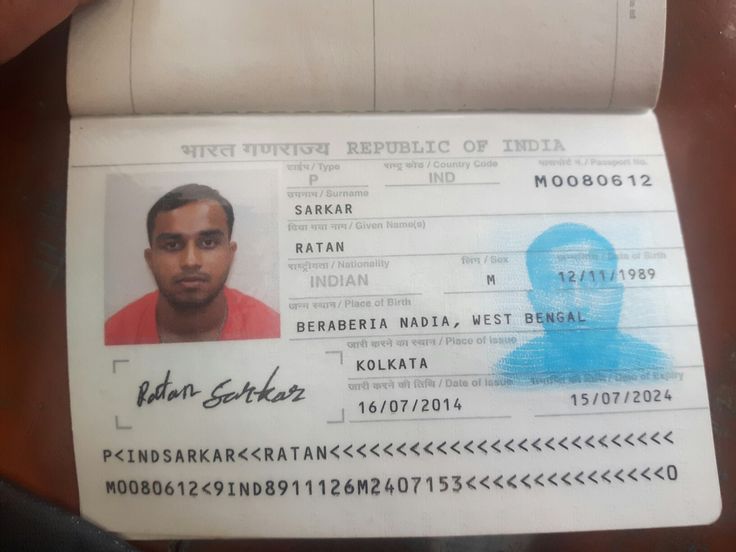 भारत गणराज्य REPUBLIC OF INDIA
टाईप / Type
राष्ट्र कोड / Country Code
पासपोर्ट नं. / Passport No.
P
IND
M0080612
उपनाम / Surname
SARKAR
दिया गया नाम / Given Name(s)
RATAN
राष्ट्रीयता / Nationality
लिंग / Sex
जन्मतिथि / Date of Birth
INDIAN
M
12/11/1989
जन्म स्थान / Place of Birth
BERABERIA NADIA, WEST BENGAL
जारी करने का स्थान / Place of Issue
KOLKATA
जारी करने की तिथि / Date of Issue
समाप्ति की तिथि / Date of Expiry
16/07/2014
15/07/2024
Ratan Sarkar
P<INDSARKAR<<RATAN<<<<<<<<<<<<<<<<<<<<<<<<<<
M0080612<9IND8911126M2407153<<<<<<<<<<<<<<<0